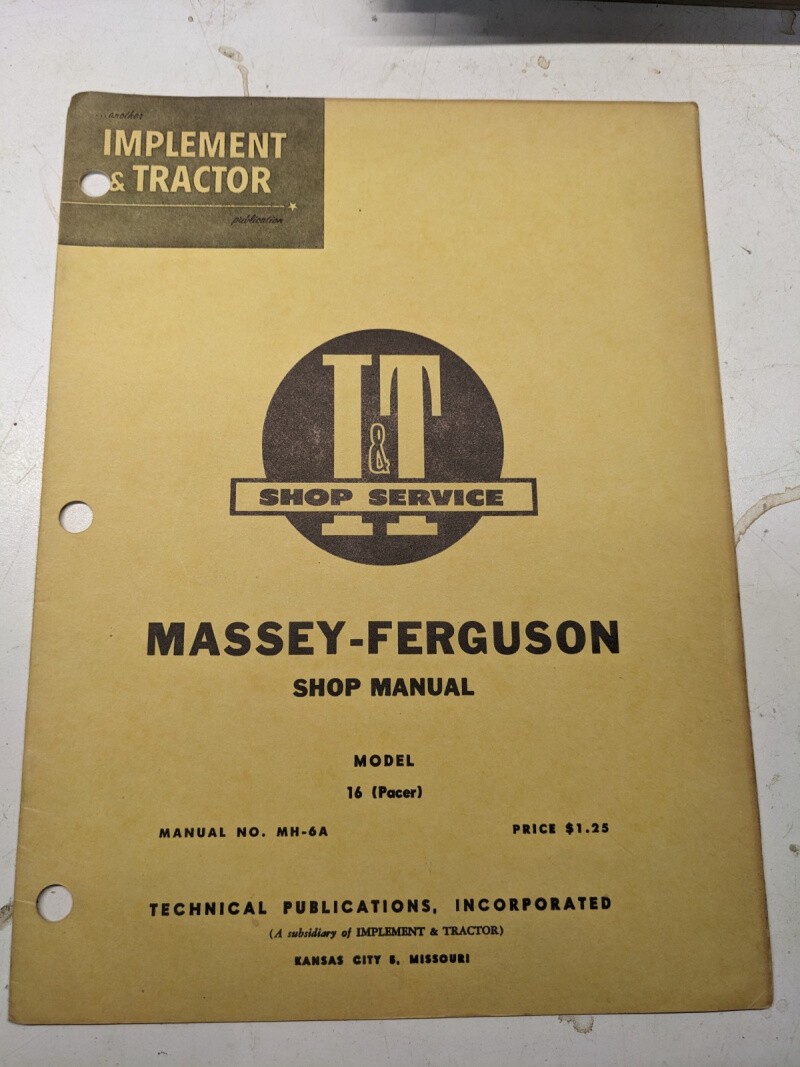 ...another
IMPLEMENT
& TRACTOR
publication
I&T
SHOP SERVICE
MASSEY-FERGUSON
SHOP MANUAL
MODEL
16 (Pacer)
MANUAL NO. MH-6A PRICE $1.25
TECHNICAL PUBLICATIONS, INCORPORATED
(A subsidiary of IMPLEMENT & TRACTOR)
KANSAS CITY 5, MISSOURI